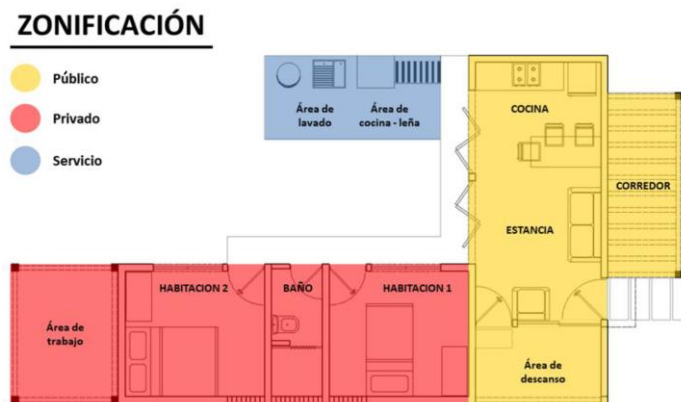 ZONIFICACIÓN
Público
Privado
Servicio
Área de
lavado
Área de
cocina - leña
COCINA
CORREDOR
ESTANCIA
HABITACION 2
BAÑO
HABITACION 1
Área de
trabajo
Área de
descanso